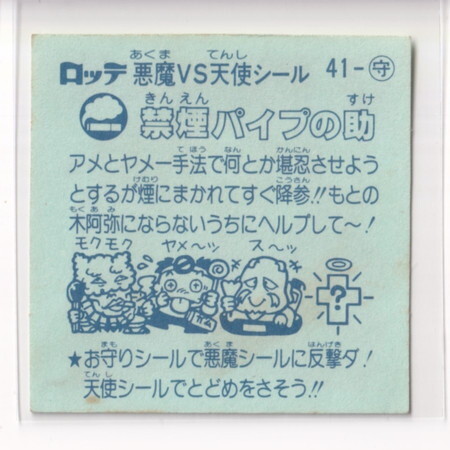 ロッテ 悪魔VS天使シール 41-守
あくま てんし
禁煙パイプの助
きんえん すけ
アメとヤメー手法で何とか堪忍させよう
てほう なん かんにん
とするが煙にまかれてすぐ降参!!もとの
けむり こうさん
木阿弥にならないうちにヘルプして〜!
もくあみ
モクモク ヤメ〜ッ ス〜ッ
?
★お守りシールで悪魔シールに反撃ダ!
まも あくま はんげき
天使シールでとどめをさそう!!
てんし